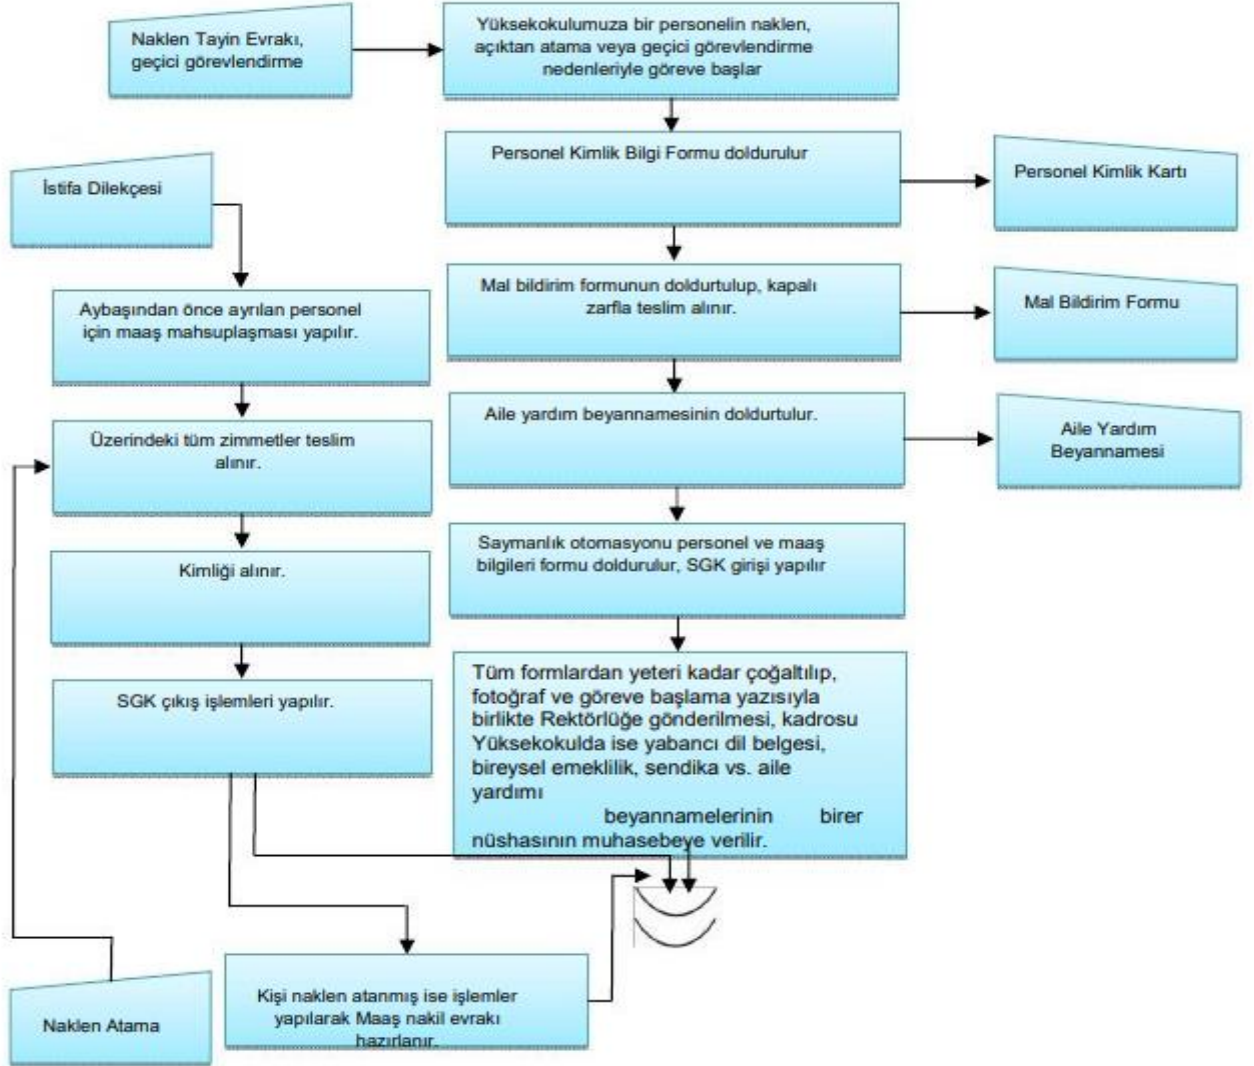 Naklen Tayin Evrakı,
geçici görevlendirme
Yüksekokulumuza bir personelin naklen,
açıktan atama veya geçici görevlendirme
nedenleriyle göreve başlar
Personel Kimlik Bilgi Formu doldurulur
Personel Kimlik Kartı
İstifa Dilekçesi
Mal bildirim formunun doldurtulup, kapalı
zarfla teslim alınır.
Mal Bildirim Formu
Aybaşından önce ayrılan personel
için maaş mahsuplaşması yapılır.
Aile yardım beyannamesinin doldurtulur.
Aile Yardım
Beyannamesi
Üzerindeki tüm zimmetler teslim
alınır.
Saymanlık otomasyonu personel ve maaş
bilgileri formu doldurulur, SGK girişi yapılır
Kimliği alınır.
SGK çıkış işlemleri yapılır.
Tüm formlardan yeteri kadar çoğaltılıp,
fotoğraf ve göreve başlama yazısıyla
birlikte Rektörlüğe gönderilmesi, kadrosu
Yüksekokulda ise yabancı dil belgesi,
bireysel emeklilik, sendika vs. aile
yardımı
beyannamelerinin birer
nüshasının muhasebeye verilir.
Naklen Atama
Kişi naklen atanmış ise işlemler
yapılarak Maaş nakil evrakı
hazırlanır.